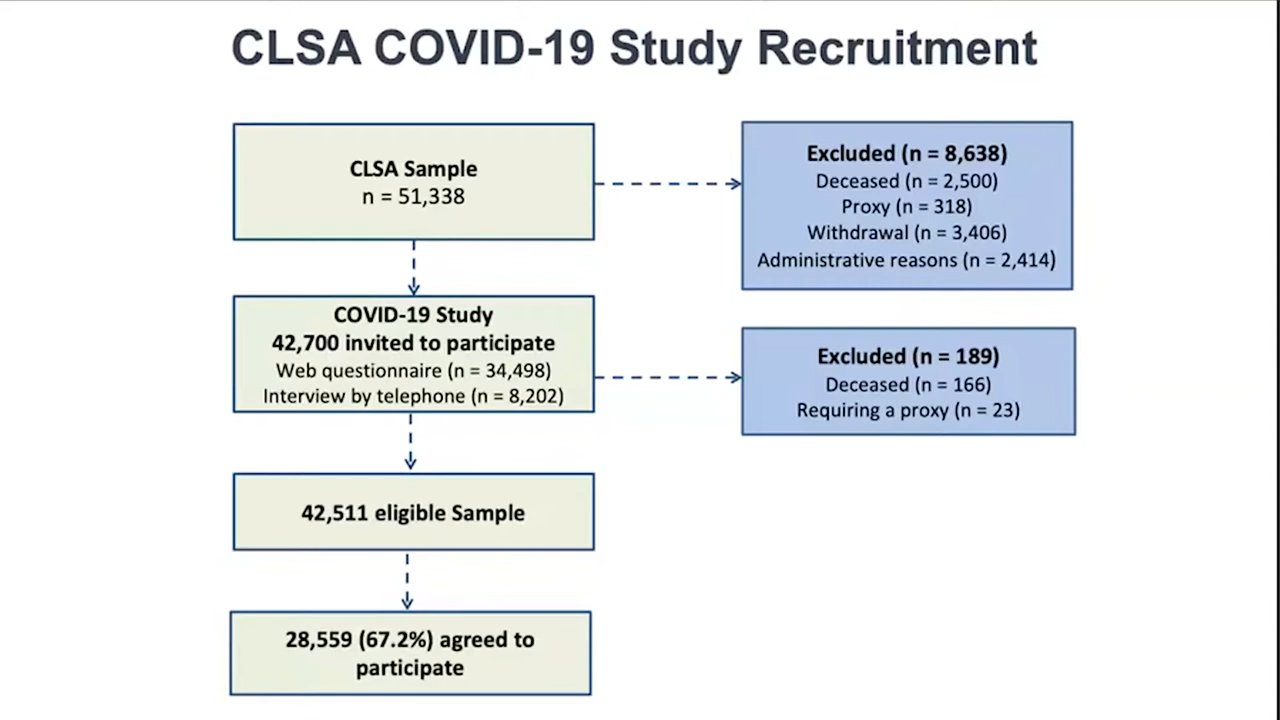 CLSA COVID-19 Study Recruitment
CLSA Sample
n = 51,338
Excluded (n = 8,638)
Deceased (n = 2,500)
Proxy (n = 318)
Withdrawal (n = 3,406)
Administrative reasons (n = 2,414)
COVID-19 Study
42,700 invited to participate
Web questionnaire (n = 34,498)
Interview by telephone (n = 8,202)
Excluded (n = 189)
Deceased (n = 166)
Requiring a proxy (n = 23)
42,511 eligible Sample
28,559 (67.2%) agreed to
participate